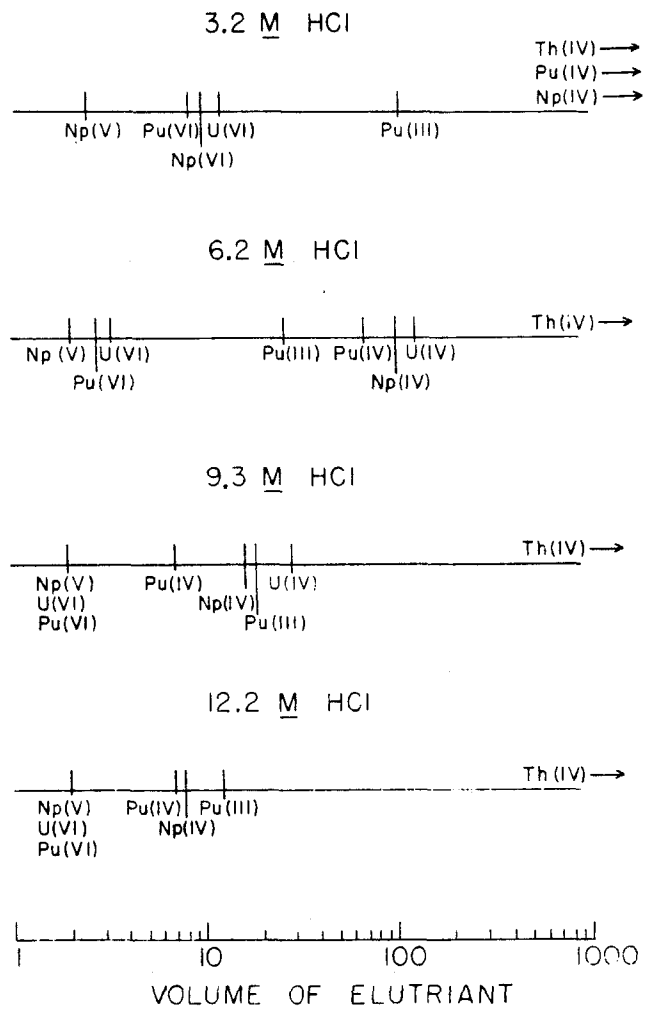 3.2 M HCl
Th(IV)
Pu(IV)
Np(IV)
Np(V) Pu(VI) U(VI) Pu(III)
Np(VI)
6.2 M HCl
Th(IV)
Np(V) U(VI) Pu(III) Pu(IV) U(IV)
Pu(VI) Np(IV)
9.3 M HCl
Th(IV)
Np(V) Pu(IV) U(IV)
U(VI) Np(IV)
Pu(VI) Pu(III)
12.2 M HCl
Th(IV)
Np(V) Pu(IV) Pu(III)
U(VI) Np(IV)
Pu(VI)
1 10 100 1000
VOLUME OF ELUTRIANT